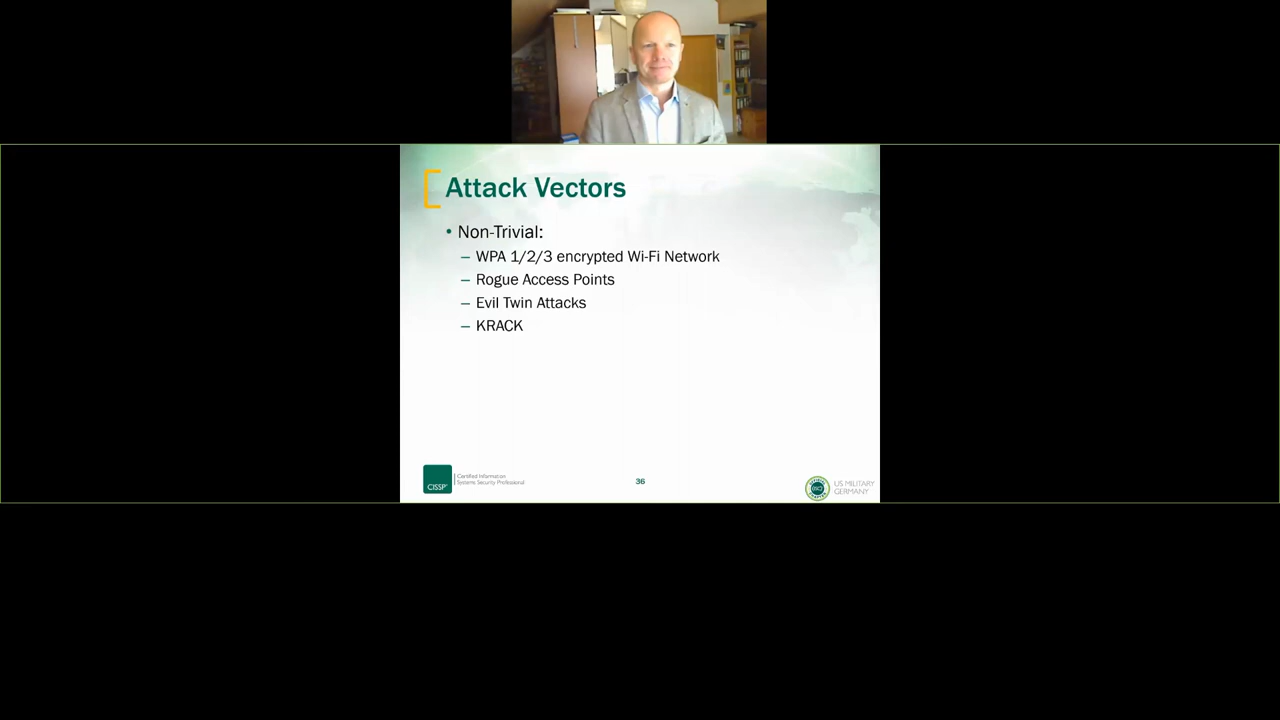 Attack Vectors
• Non-Trivial:
– WPA 1/2/3 encrypted Wi-Fi Network
– Rogue Access Points
– Evil Twin Attacks
– KRACK
CISSP
Certified Information
Systems Security Professional
36
US MILITARY
GERMANY